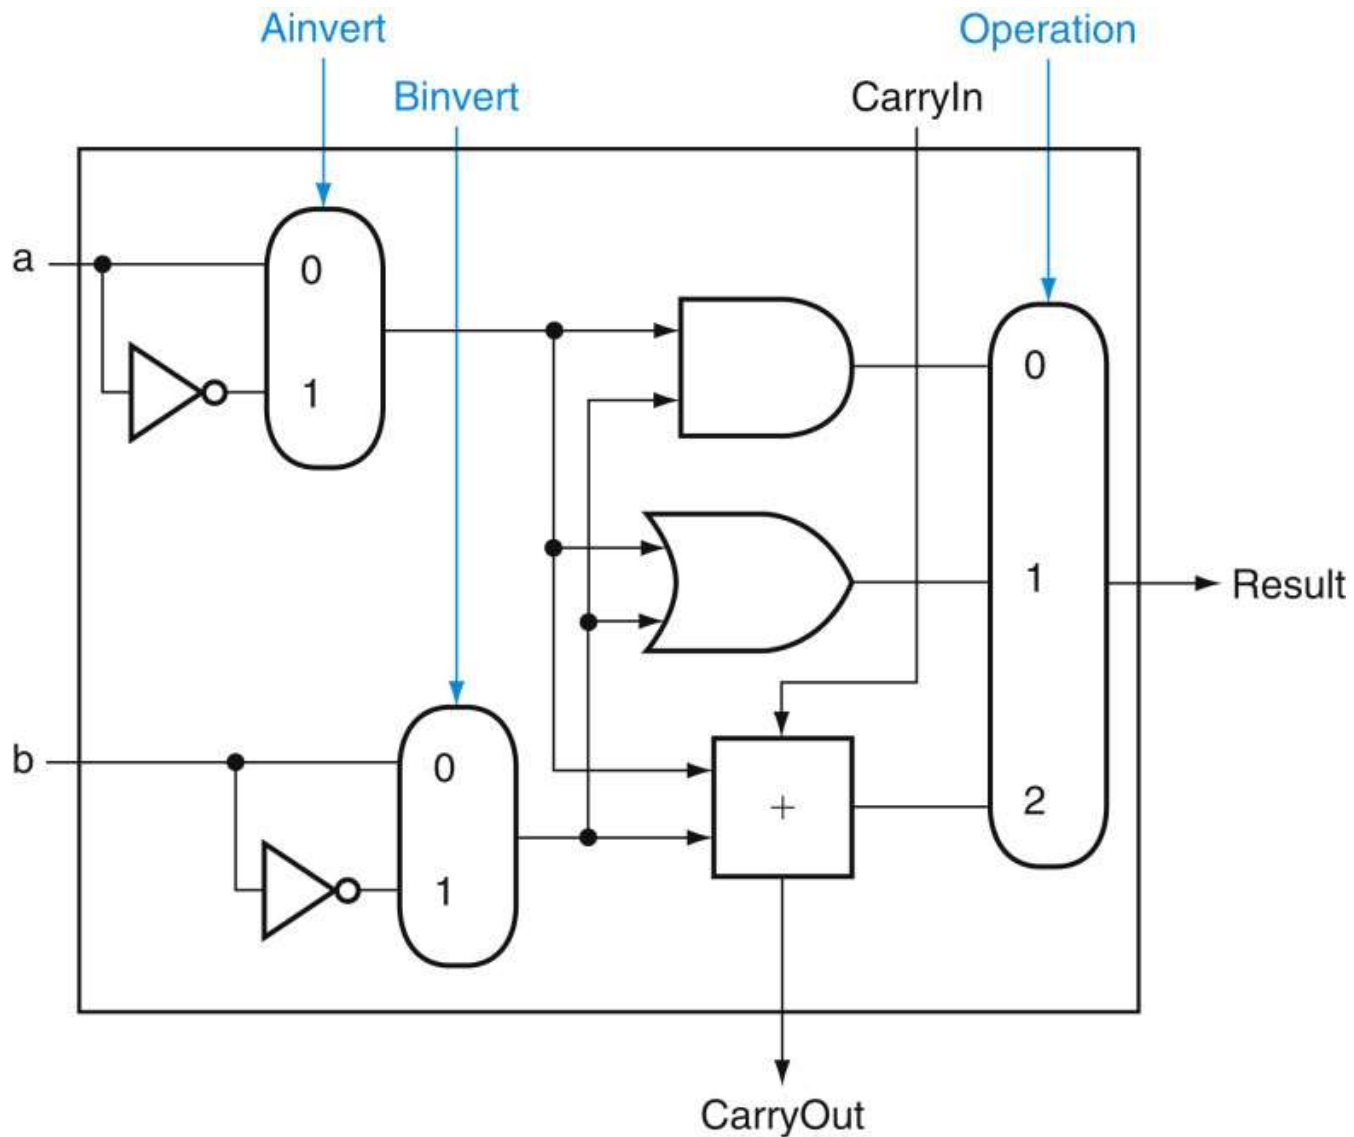 Ainvert
Operation
Binvert
CarryIn
a
0
1
0
1
Result
b
0
1
+
2
CarryOut